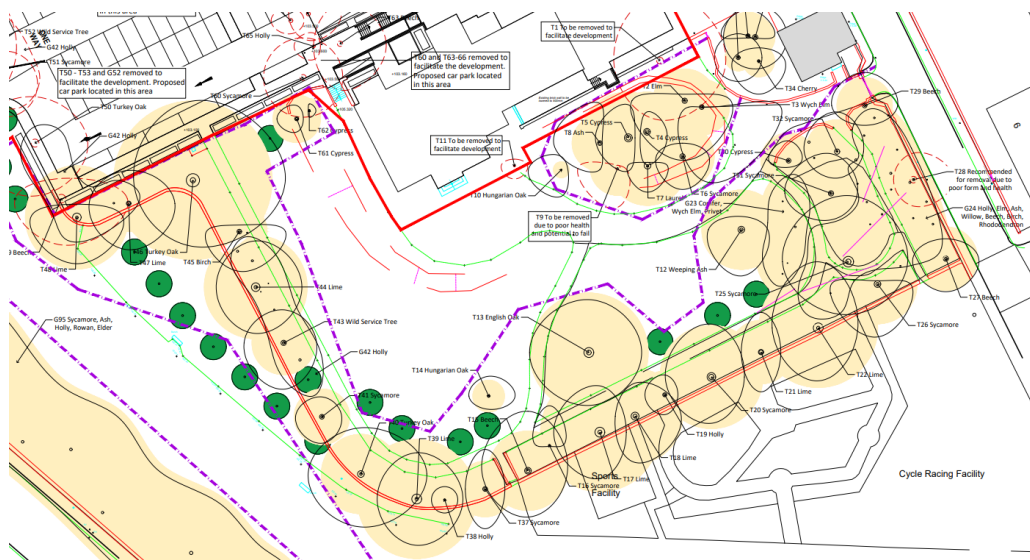 T52 Wild Service Tree
ONE
WAY
G42 Holly
T51 Sycamore
T50 - T53 and G52 removed to
facilitate the development. Proposed
car park located in this area
T50 Turkey Oak
G42 Holly
T65 Holly
T63 Beech
T60 and T63-66 removed to
facilitate the development.
Proposed car park located
in this area
T60 Sycamore
T62 Cypress
T61 Cypress
T1 To be removed to
facilitate development
T2 Elm
T34 Cherry
T29 Beech
T3 Wych Elm
T32 Sycamore
T5 Cypress
T8 Ash
T4 Cypress
T30 Cypress
T11 To be removed to
facilitate development
T31 Sycamore
T28 Recommended
for removal due to
poor form and health
T10 Hungarian Oak
T7 Laurel
T6 Sycamore
G23 Conifer,
Wych Elm, Privet
G24 Holly, Elm, Ash,
Willow, Beech, Birch,
Rhododendron
T9 To be removed
due to poor health
and potential to fail
Beech
T46 Turkey Oak
T48 Lime
T47 Lime
T45 Birch
T12 Weeping Ash
T44 Lime
T25 Sycamore
T27 Beech
G95 Sycamore, Ash,
Holly, Rowan, Elder
T43 Wild Service Tree
T13 English Oak
T26 Sycamore
G42 Holly
T14 Hungarian Oak
T22 Lime
T21 Lime
T41 Sycamore
T20 Sycamore
T40 Turkey Oak
T15 Beech
T39 Lime
T19 Holly
T18 Lime
Sports
Facility
T17 Lime
T16 Sycamore
Cycle Racing Facility
T37 Sycamore
T38 Holly